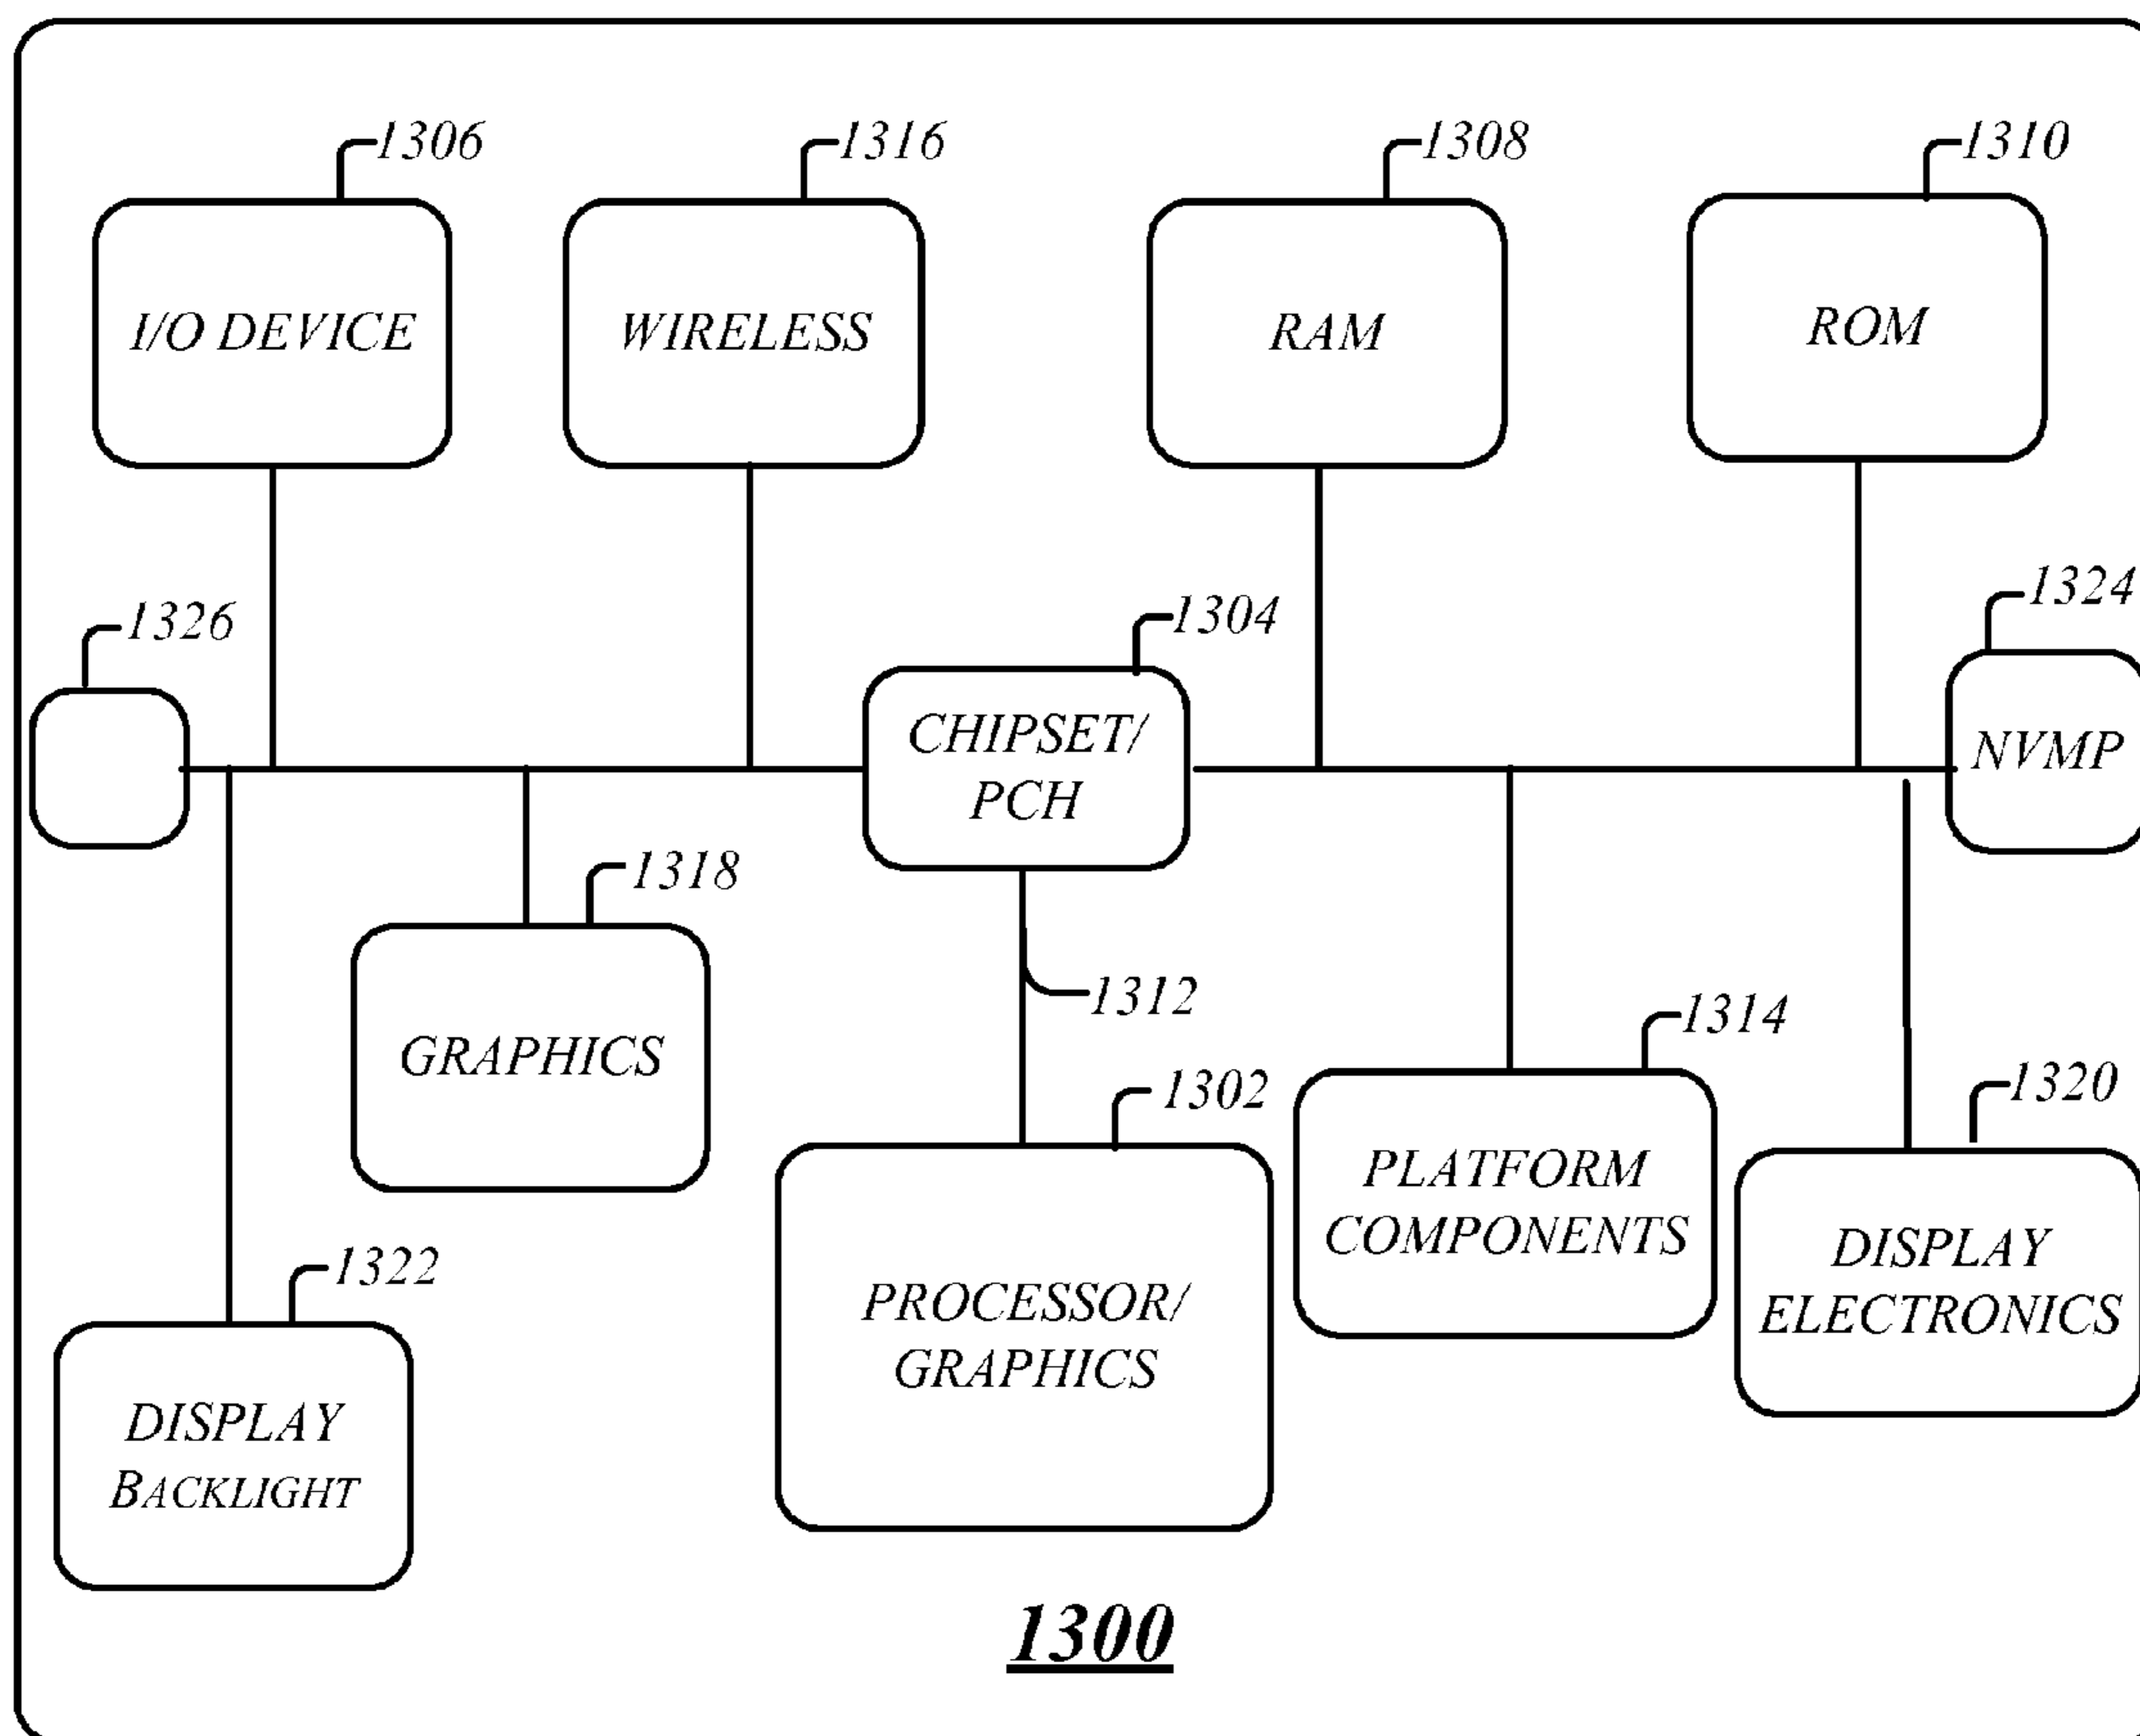 1306
1316
1308
1310
I/O DEVICE
WIRELESS
RAM
ROM
1326
1304
1324
CHIPSET/
PCH
NVMP
1318
1312
1314
GRAPHICS
1302
1320
PLATFORM
COMPONENTS
DISPLAY
ELECTRONICS
1322
PROCESSOR/
GRAPHICS
DISPLAY
BACKLIGHT
1300